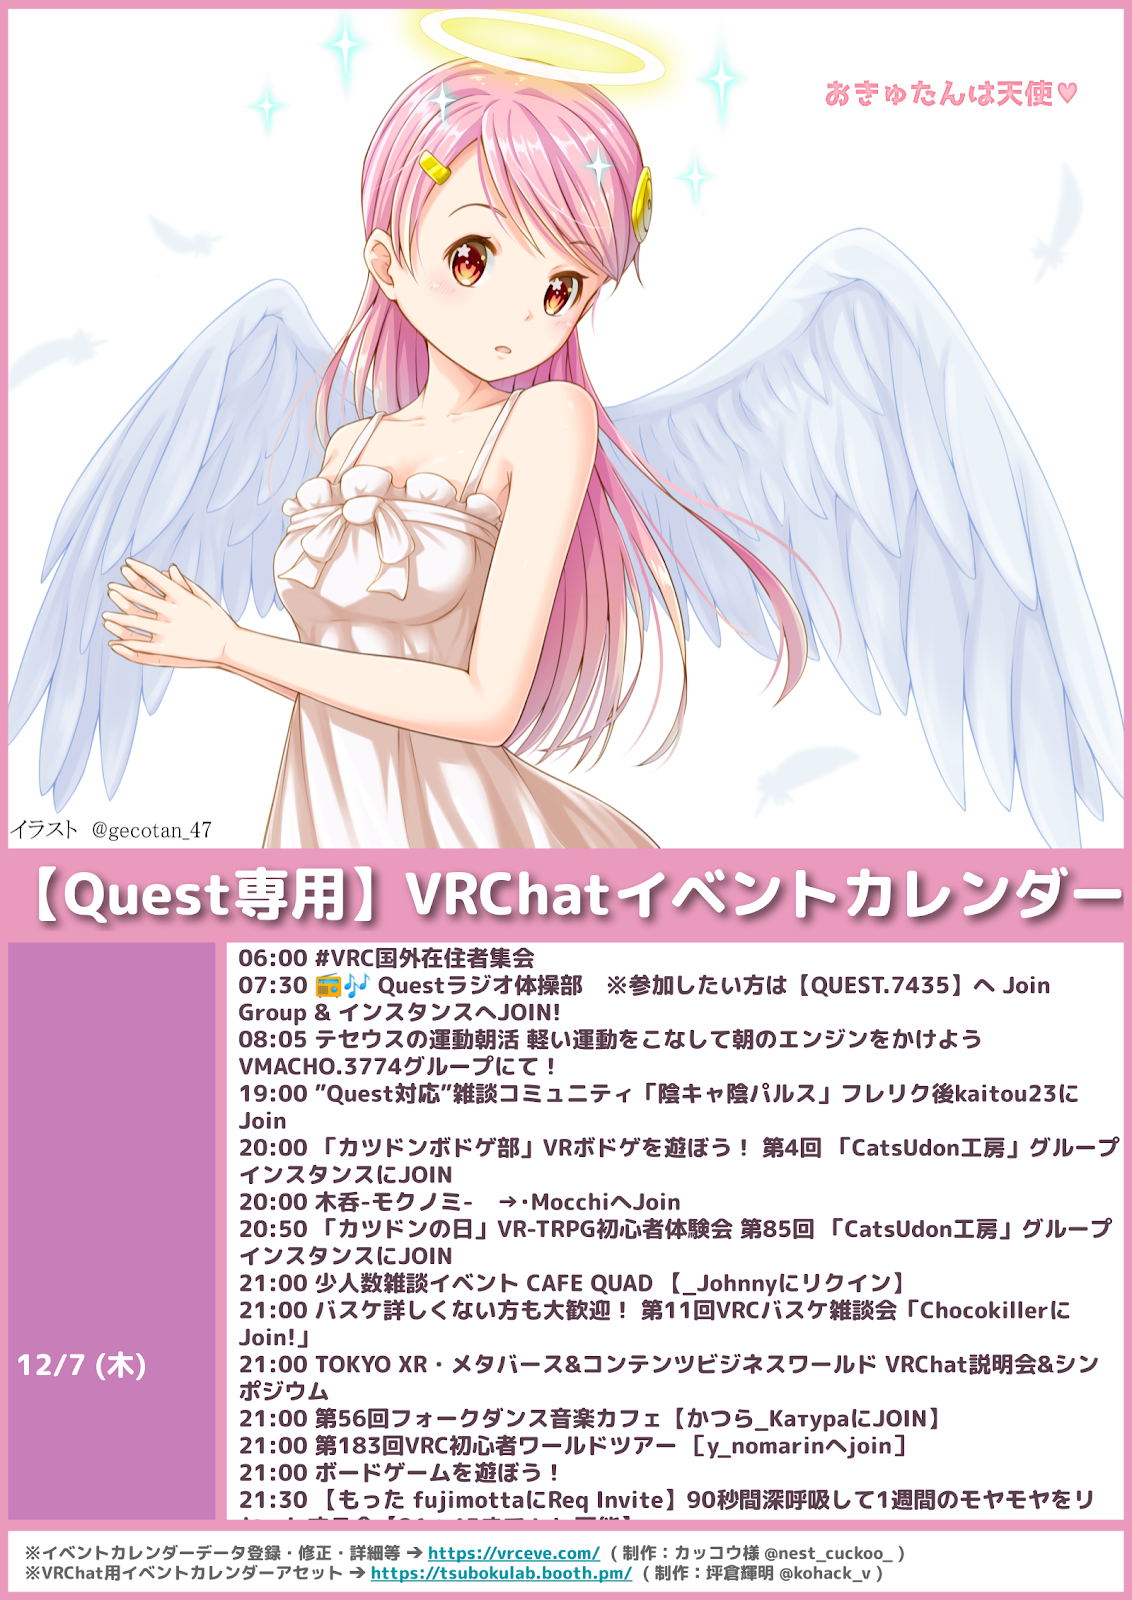 おきゅたんは天使♥
イラスト @gecotan_47
【Quest専用】VRChatイベントカレンダー
12/7 (木)
06:00 #VRC国外在住者集会
07:30 📻🎶 Questラジオ体操部　※参加したい方は【QUEST.7435】へ Join
Group & インスタンスへJOIN!
08:05 テセウスの運動朝活 軽い運動をこなして朝のエンジンをかけよう
VMACHO.3774グループにて！
19:00 ”Quest対応”雑談コミュニティ「陰キャ陰パルス」フレリク後kaitou23に
Join
20:00 「カツドンボドゲ部」VRボドゲを遊ぼう！ 第4回 「CatsUdon工房」グループ
インスタンスにJOIN
20:00 木呑-モクノミ-　→･MocchiへJoin
20:50 「カツドンの日」VR-TRPG初心者体験会 第85回 「CatsUdon工房」グループ
インスタンスにJOIN
21:00 少人数雑談イベント CAFE QUAD 【_Johnnyにリクイン】
21:00 バスケ詳しくない方も大歓迎！ 第11回VRCバスケ雑談会「Chocokillerに
Join!」
21:00 TOKYO XR・メタバース&コンテンツビジネスワールド VRChat説明会&シン
ポジウム
21:00 第56回フォークダンス音楽カフェ【かつら_KатураにJOIN】
21:00 第183回VRC初心者ワールドツアー ［y_nomarinへjoin］
21:00 ボードゲームを遊ぼう！
21:30 【もった fujimottaにReq Invite】90秒間深呼吸して1週間のモヤモヤをリ
※イベントカレンダーデータ登録・修正・詳細等 ➔ https://vrceve.com/ ( 制作：カッコウ様 @nest_cuckoo_ )
※VRChat用イベントカレンダーアセット ➔ https://tsubokulab.booth.pm/ ( 制作：坪倉輝明 @kohack_v )